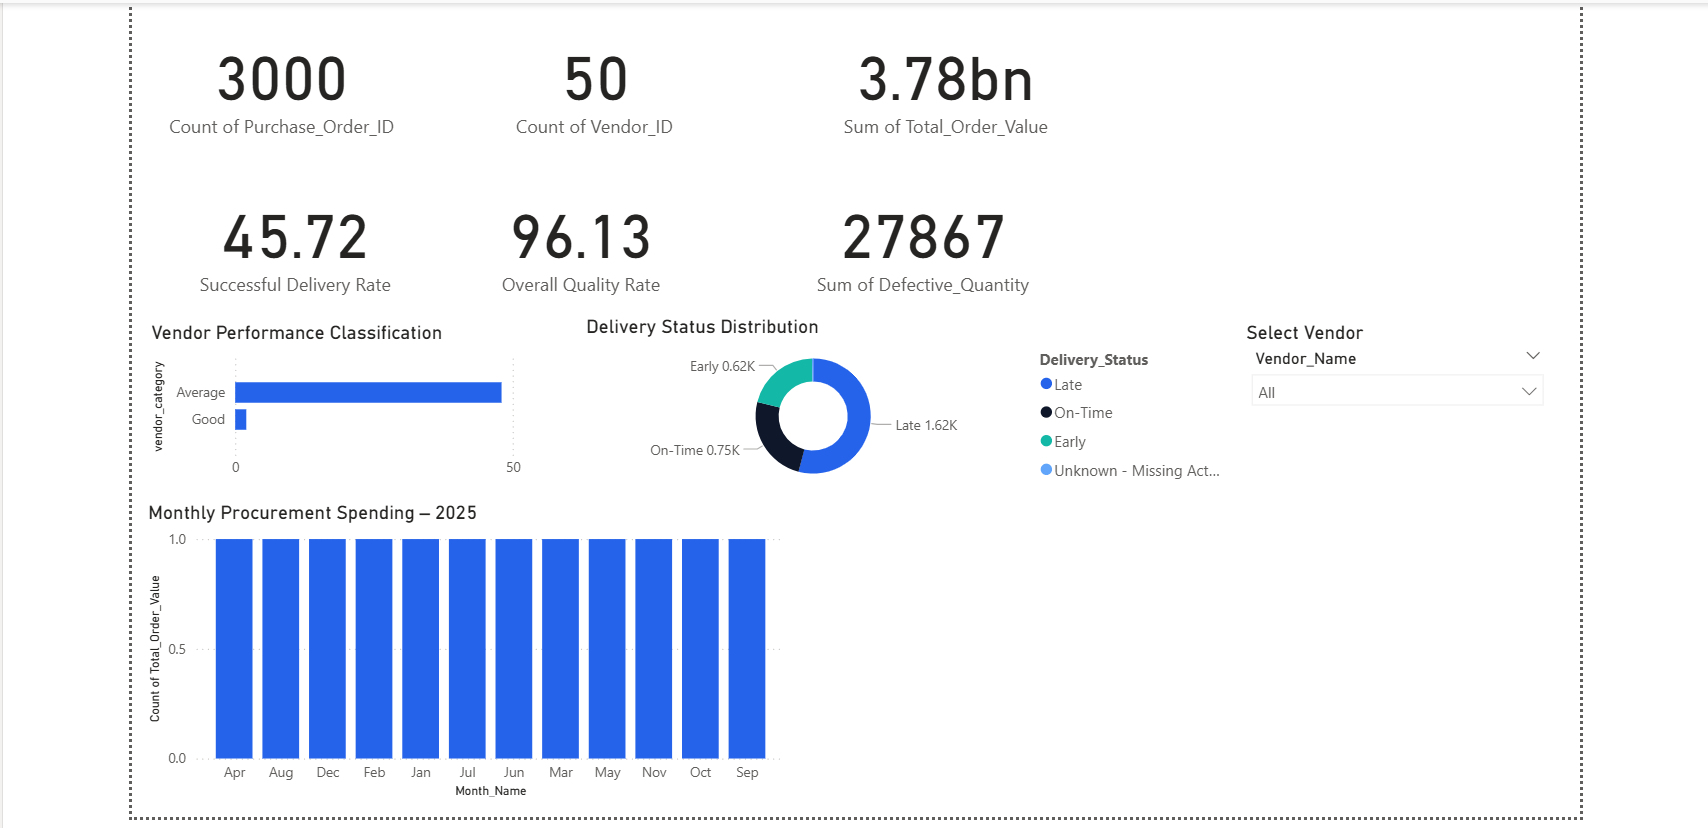 3000
Count of Purchase_Order_ID
50
Count of Vendor_ID
3.78bn
Sum of Total_Order_Value
45.72
Successful Delivery Rate
96.13
Overall Quality Rate
27867
Sum of Defective_Quantity
Vendor Performance Classification
vendor_category
Average
Good
0
50
Delivery Status Distribution
Early 0.62K
On-Time 0.75K
Late 1.62K
Delivery_Status
Late
On-Time
Early
Unknown - Missing Act...
Select Vendor
Vendor_Name
All
Monthly Procurement Spending – 2025
Count of Total_Order_Value
1.0
0.5
0.0
Apr
Aug
Dec
Feb
Jan
Jul
Jun
Mar
May
Nov
Oct
Sep
Month_Name